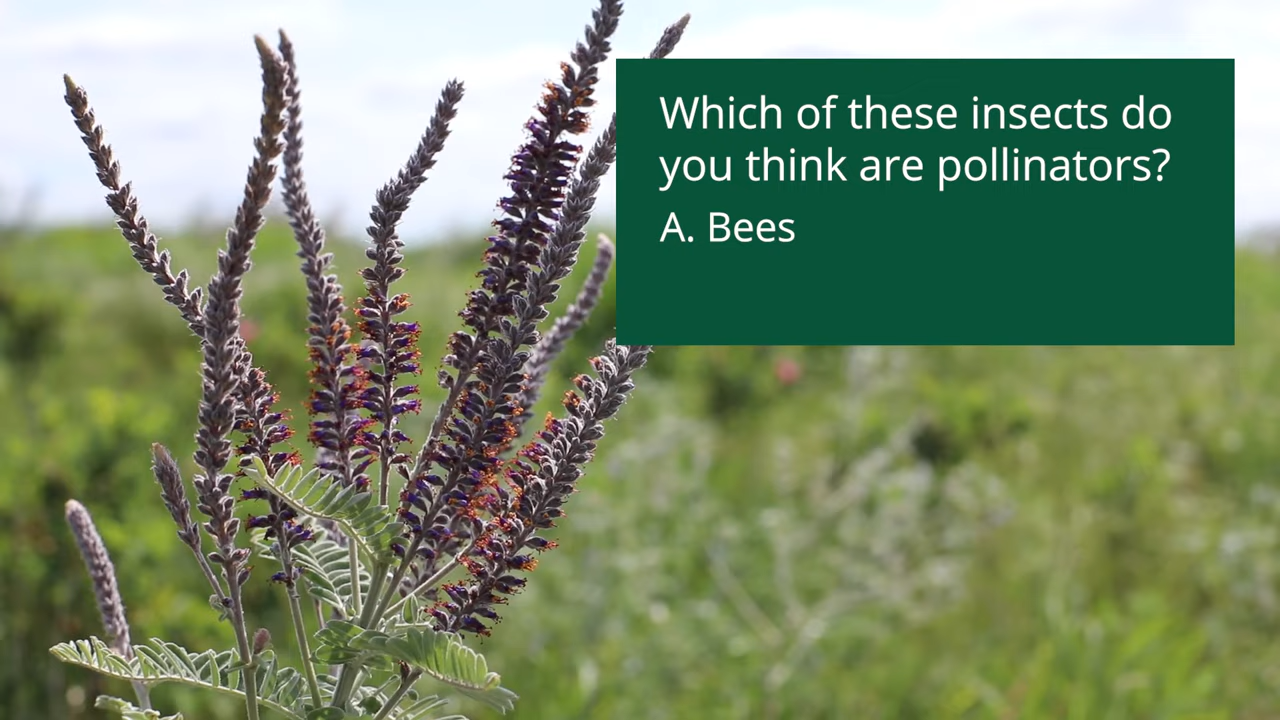 Which of these insects do
you think are pollinators?
A. Bees